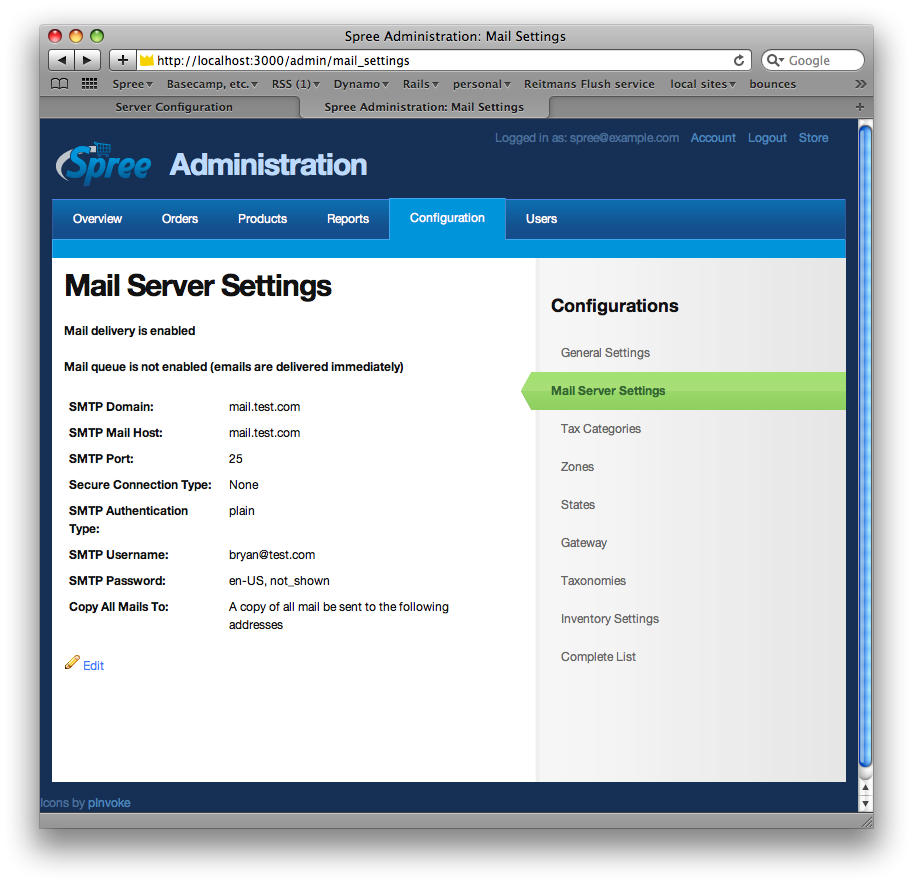 Spree Administration: Mail Settings
http://localhost:3000/admin/mail_settings
Google
Spree Basecamp, etc. RSS (1) Dynamo Rails personal Reitmans Flush service local sites bounces
Server Configuration Spree Administration: Mail Settings
Logged in as: spree@example.com Account Logout Store
Spree Administration
Overview Orders Products Reports Configuration Users
Mail Server Settings
Mail delivery is enabled
Mail queue is not enabled (emails are delivered immediately)
SMTP Domain: mail.test.com
SMTP Mail Host: mail.test.com
SMTP Port: 25
Secure Connection Type: None
SMTP Authentication plain
Type:
SMTP Username: bryan@test.com
SMTP Password: en-US, not_shown
Copy All Mails To: A copy of all mail be sent to the following
addresses
Edit
Configurations
General Settings
Mail Server Settings
Tax Categories
Zones
States
Gateway
Taxonomies
Inventory Settings
Complete List
Icons by pInvoke